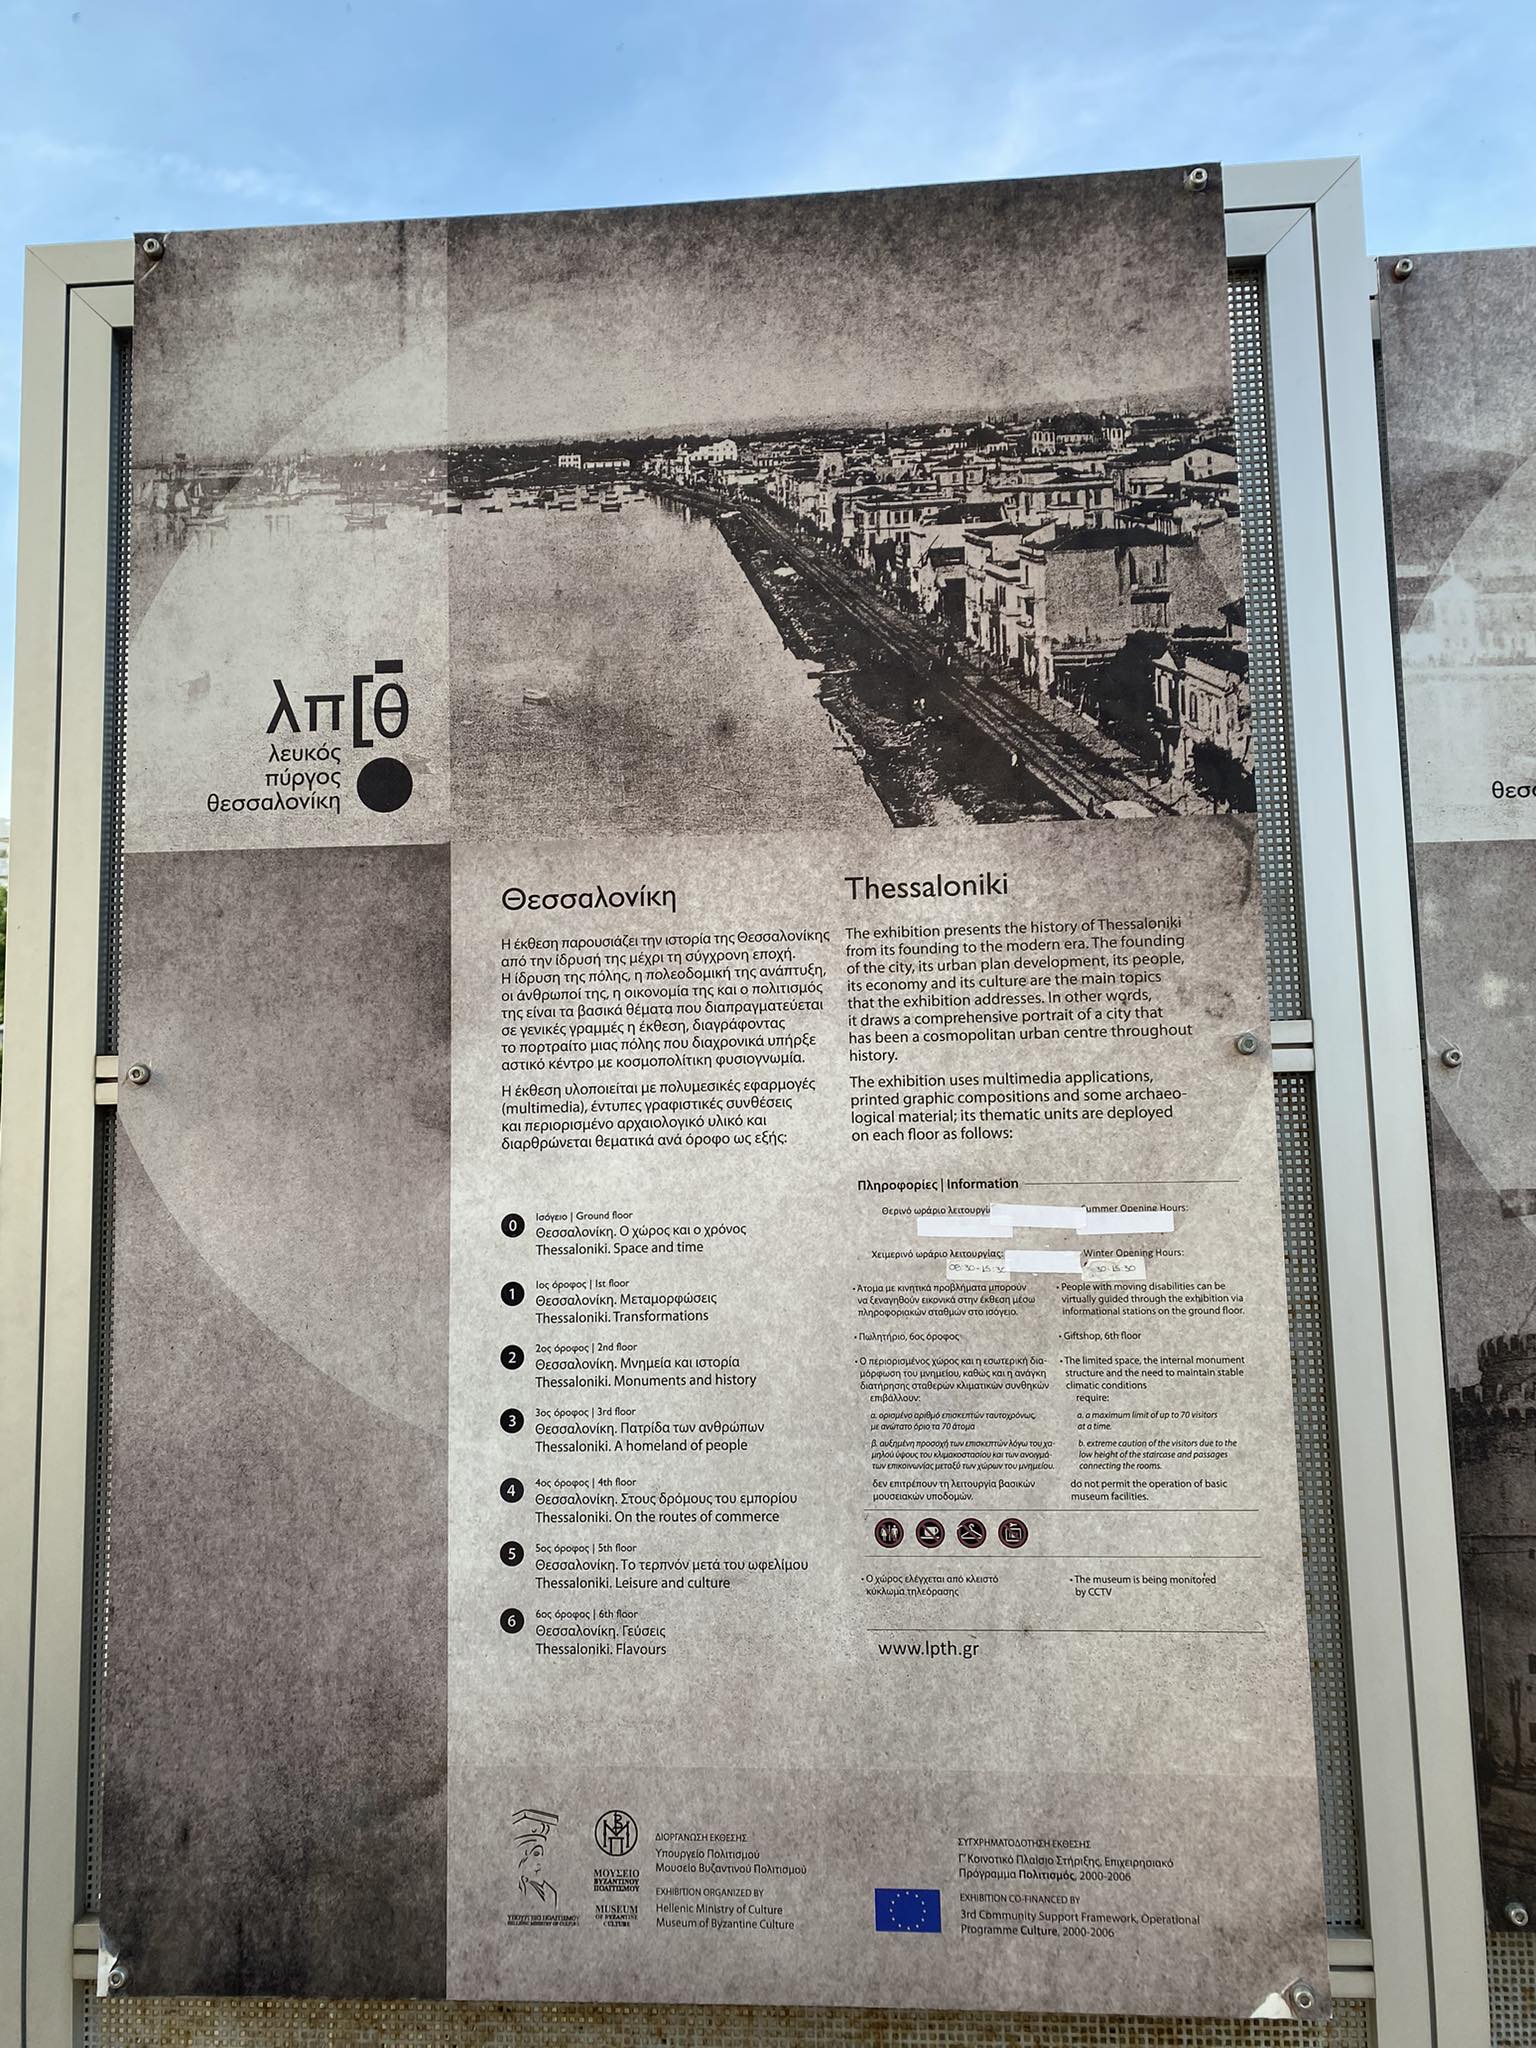 λπ[θ
λευκός
πύργος
θεσσαλονίκη
Θεσσαλονίκη
Η έκθεση παρουσιάζει την ιστορία της Θεσσαλονίκης
από την ίδρυσή της μέχρι τη σύγχρονη εποχή.
Η ίδρυση της πόλης, η πολεοδομική της ανάπτυξη,
οι άνθρωποί της, η οικονομία της και ο πολιτισμός
της είναι τα βασικά θέματα που διαπραγματεύεται
σε γενικές γραμμές η έκθεση, διαγράφοντας
το πορτραίτο μιας πόλης που διαχρονικά υπήρξε
αστικό κέντρο με κοσμοπολίτικη φυσιογνωμία.
Η έκθεση υλοποιείται με πολυμεσικές εφαρμογές
(multimedia), έντυπες γραφιστικές συνθέσεις
και περιορισμένο αρχαιολογικό υλικό και
διαρθρώνεται θεματικά ανά όροφο ως εξής:
Thessaloniki
The exhibition presents the history of Thessaloniki
from its founding to the modern era. The founding
of the city, its urban plan development, its people,
its economy and its culture are the main topics
that the exhibition addresses. In other words,
it draws a comprehensive portrait of a city that
has been a cosmopolitan urban centre throughout
history.
The exhibition uses multimedia applications,
printed graphic compositions and some archaeo-
logical material; its thematic units are deployed
on each floor as follows:
0 Ισόγειο | Ground floor
Θεσσαλονίκη. Ο χώρος και ο χρόνος
Thessaloniki. Space and time
1 1ος όροφος | 1st floor
Θεσσαλονίκη. Μεταμορφώσεις
Thessaloniki. Transformations
2 2ος όροφος | 2nd floor
Θεσσαλονίκη. Μνημεία και ιστορία
Thessaloniki. Monuments and history
3 3ος όροφος | 3rd floor
Θεσσαλονίκη. Πατρίδα των ανθρώπων
Thessaloniki. A homeland of people
4 4ος όροφος | 4th floor
Θεσσαλονίκη. Στους δρόμους του εμπορίου
Thessaloniki. On the routes of commerce
5 5ος όροφος | 5th floor
Θεσσαλονίκη. Το τερπνόν μετά του ωφελίμου
Thessaloniki. Leisure and culture
6 6ος όροφος | 6th floor
Θεσσαλονίκη. Γεύσεις
Thessaloniki. Flavours
Πληροφορίες | Information
Θερινό ωράριο
Opening Hours:
Χειμερινό ωράριο λειτουργίας:
08:30-15:30
Winter Opening Hours:
30-15:30
• Άτομα με κινητικά προβλήματα μπορούν
να ξεναγηθούν εικονικά στην έκθεση μέσω
πληροφοριακών σταθμών στο ισόγειο.
• People with moving disabilities can be
virtually guided through the exhibition via
informational stations on the ground floor.
• Πωλητήριο, 6ος όροφος
• Giftshop, 6th floor
• Ο περιορισμένος χώρος και η εσωτερική δια-
μόρφωση του μνημείου, καθώς και η ανάγκη
διατήρησης σταθερών κλιματικών συνθηκών
επιβάλλουν:
α. ορισμένο αριθμό επισκεπτών ταυτοχρόνως,
με ανώτατο όριο τα 70 άτομα
β. αυξημένη προσοχή των επισκεπτών λόγω του χα-
μηλού ύψους του κλιμακοστασίου και των ανοιγμά-
των επικοινωνίας μεταξύ των χώρων του μνημείου.
δεν επιτρέπουν τη λειτουργία βασικών
μουσειακών υποδομών.
• The limited space, the internal monument
structure and the need to maintain stable
climatic conditions
require:
a. a maximum limit of up to 70 visitors
at a time.
b. extreme caution of the visitors due to the
low height of the staircase and passages
connecting the rooms.
do not permit the operation of basic
museum facilities.
• Ο χώρος ελέγχεται από κλειστό
κύκλωμα τηλεόρασης
• The museum is being monitored
by CCTV
www.lpth.gr
ΥΠΟΥΡΓΕΙΟ ΠΟΛΙΤΙΣΜΟΥ
HELLENIC MINISTRY OF CULTURE
ΜΟΥΣΕΙΟ
ΒΥΖΑΝΤΙΝΟΥ
ΠΟΛΙΤΙΣΜΟΥ
MUSEUM
OF BYZANTINE
CULTURE
ΔΙΟΡΓΑΝΩΣΗ ΕΚΘΕΣΗΣ
Υπουργείο Πολιτισμού
Μουσείο Βυζαντινού Πολιτισμού
EXHIBITION ORGANIZED BY
Hellenic Ministry of Culture
Museum of Byzantine Culture
ΣΥΓΧΡΗΜΑΤΟΔΟΤΗΣΗ ΕΚΘΕΣΗΣ
Γ' Κοινοτικό Πλαίσιο Στήριξης, Επιχειρησιακό
Πρόγραμμα Πολιτισμός, 2000-2006
EXHIBITION CO-FINANCED BY
3rd Community Support Framework, Operational
Programme Culture, 2000-2006